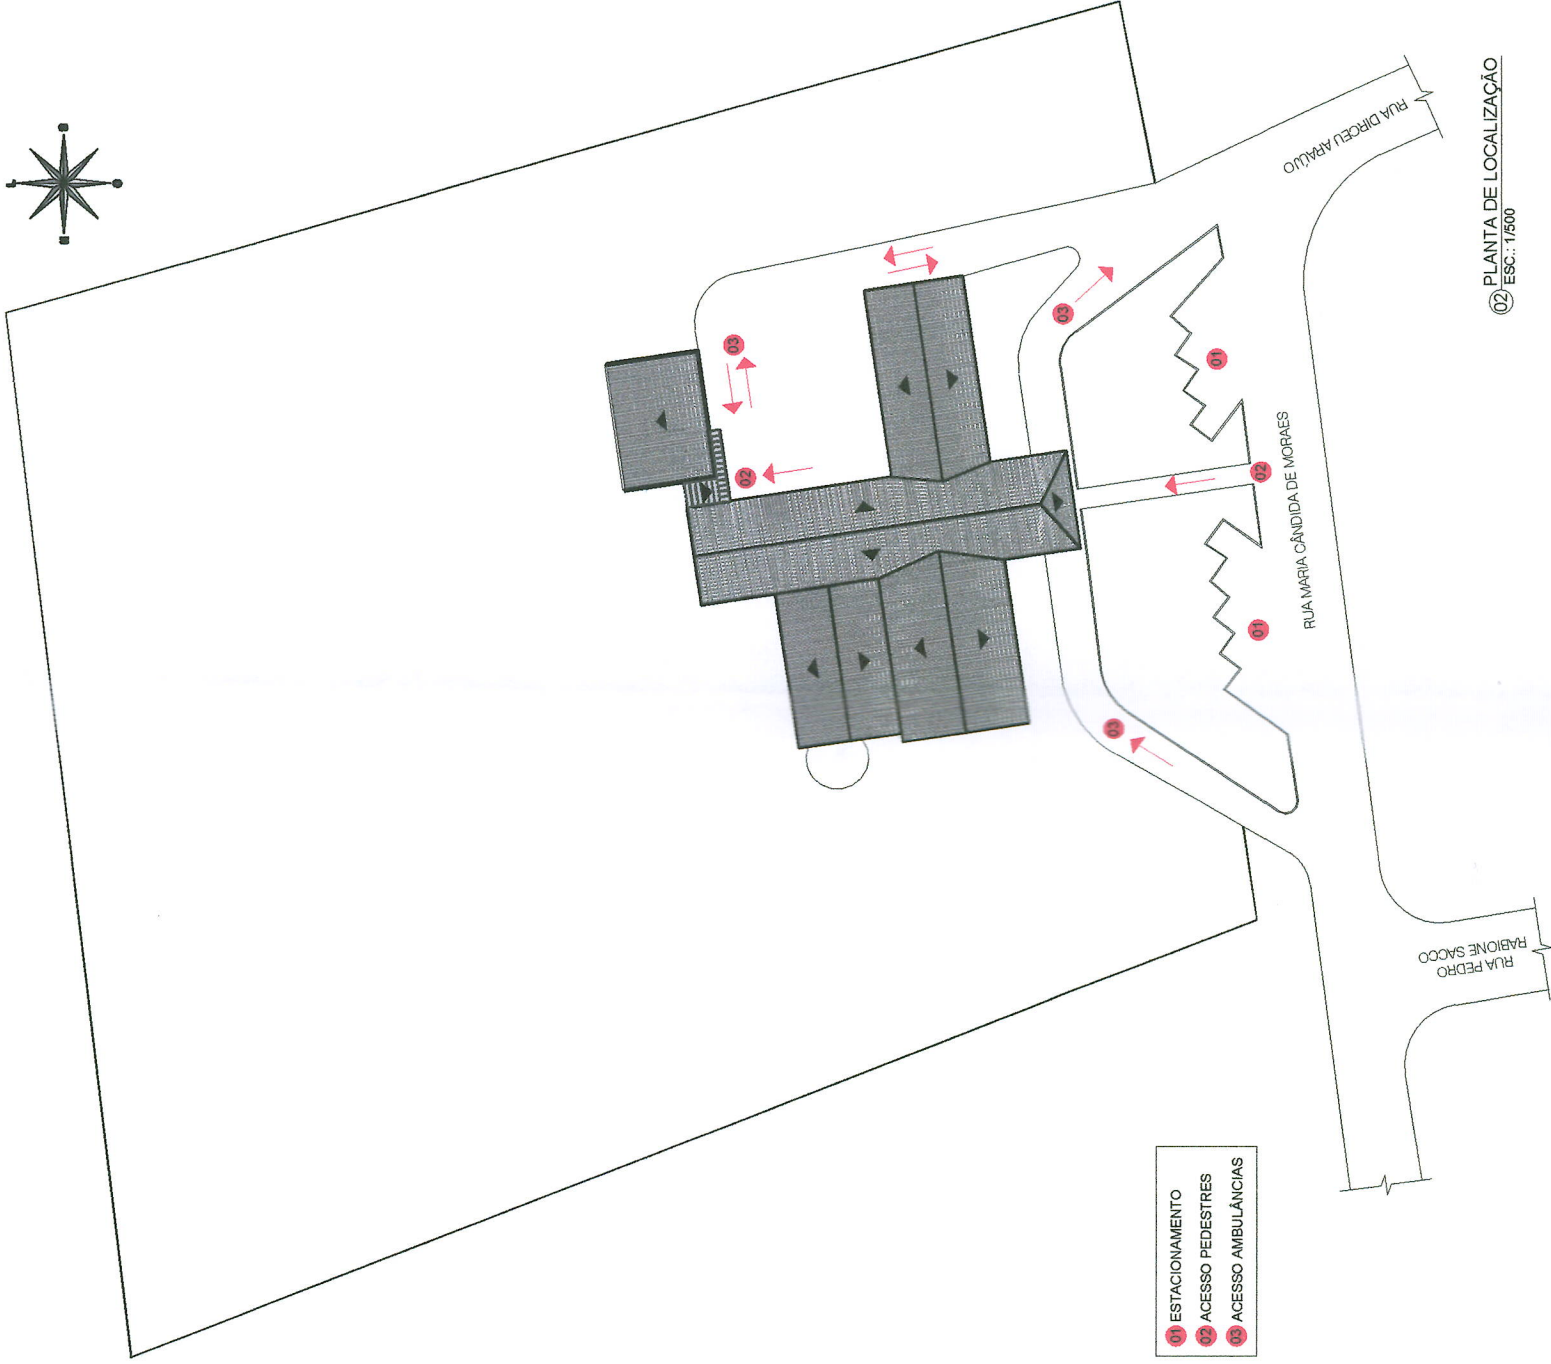 RUA DIRCEU ARAÚJO
02 PLANTA DE LOCALIZAÇÃO
ESC.: 1/500
03
03
02
01
RUA MARIA CÂNDIDA DE MORAES
02
01
03
RUA PEDRO
RABIONE SACCO
01 ESTACIONAMENTO
02 ACESSO PEDESTRES
03 ACESSO AMBULÂNCIAS